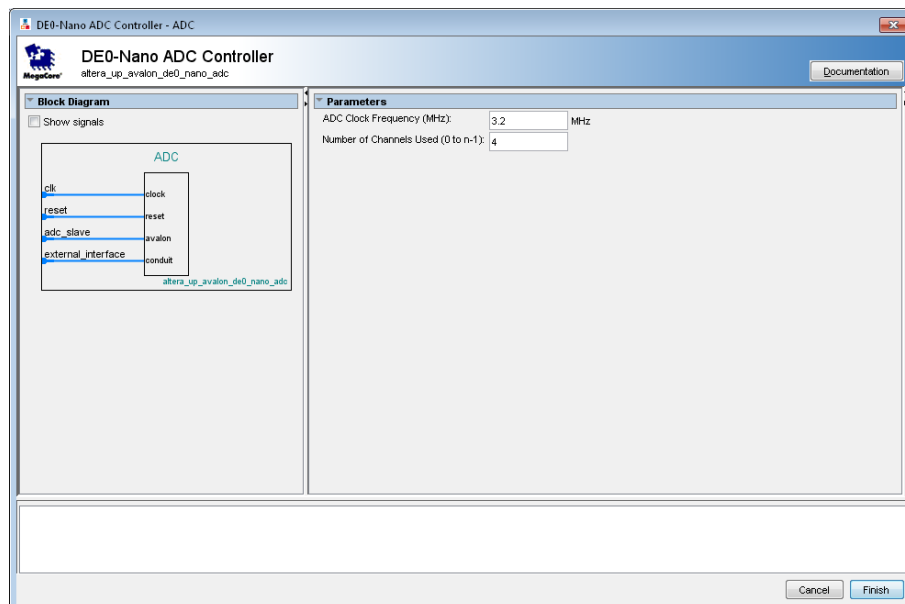 DE0-Nano ADC Controller - ADC
DE0-Nano ADC Controller
altera_up_avalon_de0_nano_adc
MegaCore'
Documentation
Block Diagram
Show signals
ADC
clk
clock
reset
reset
adc_slave
avalon
external_interface
conduit
altera_up_avalon_de0_nano_adc
Parameters
ADC Clock Frequency (MHz): 3.2 MHz
Number of Channels Used (0 to n-1): 4
Cancel Finish